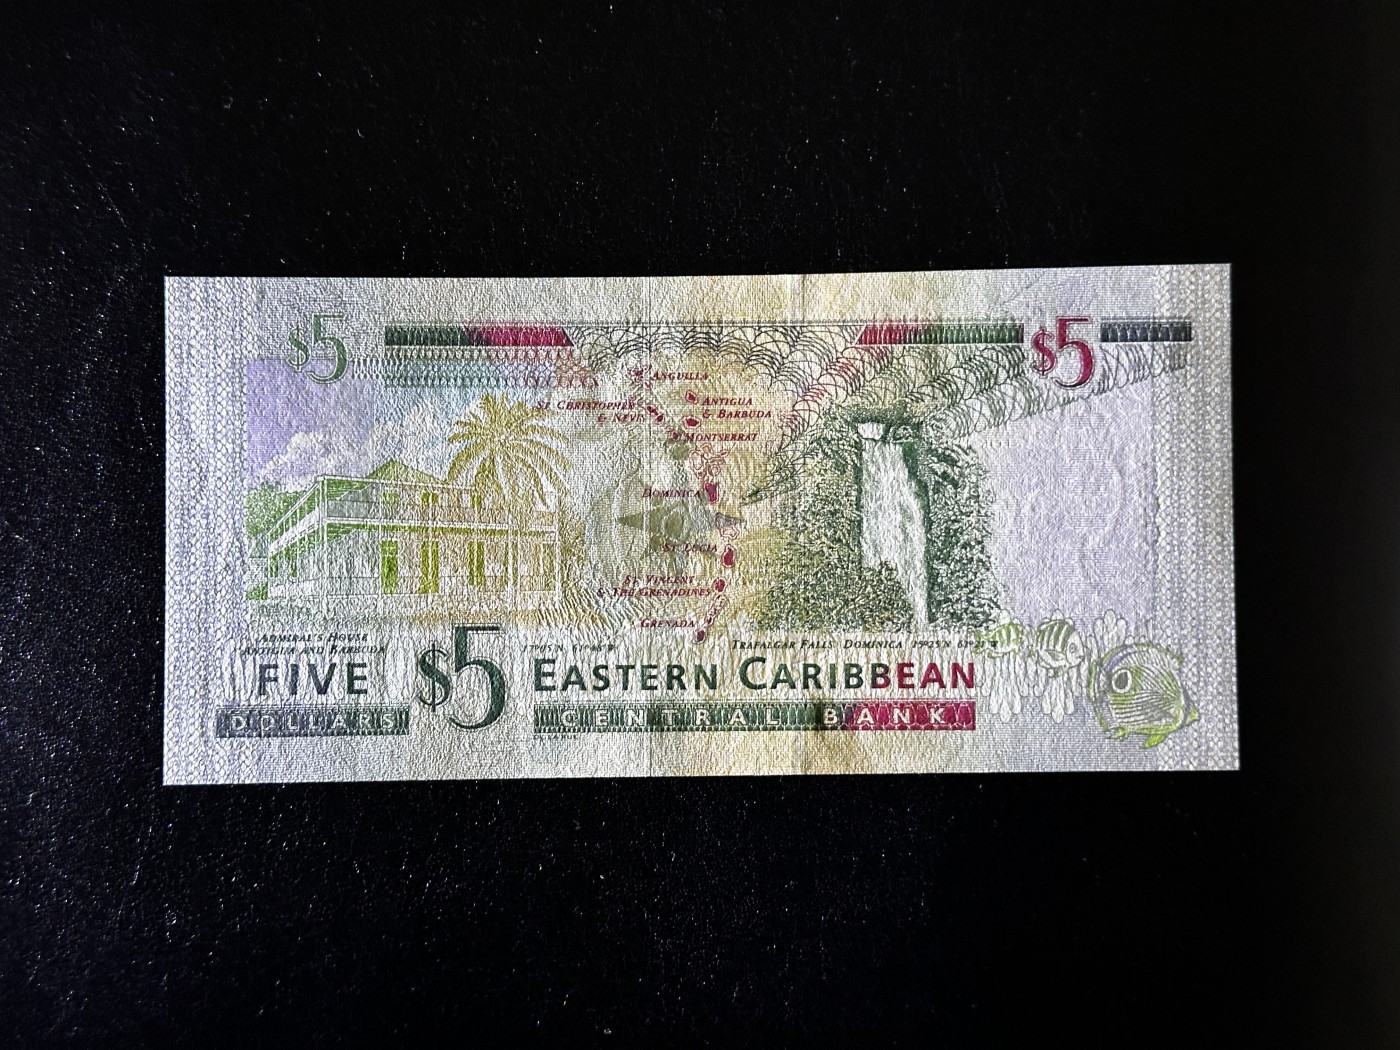 $5
$5
ANGUILLA
ST. CHRISTOPHER
& NEVIS
ANTIGUA
& BARBUDA
MONTSERRAT
DOMINICA
ST. LUCIA
ST. VINCENT
& THE GRENADINES
GRENADA
ADMIRAL'S HOUSE
ANTIGUA AND BARBUDA
TRAFALGAR FALLS DOMINICA
FIVE
DOLLARS
$5
EASTERN CARIBBEAN
CENTRAL BANK